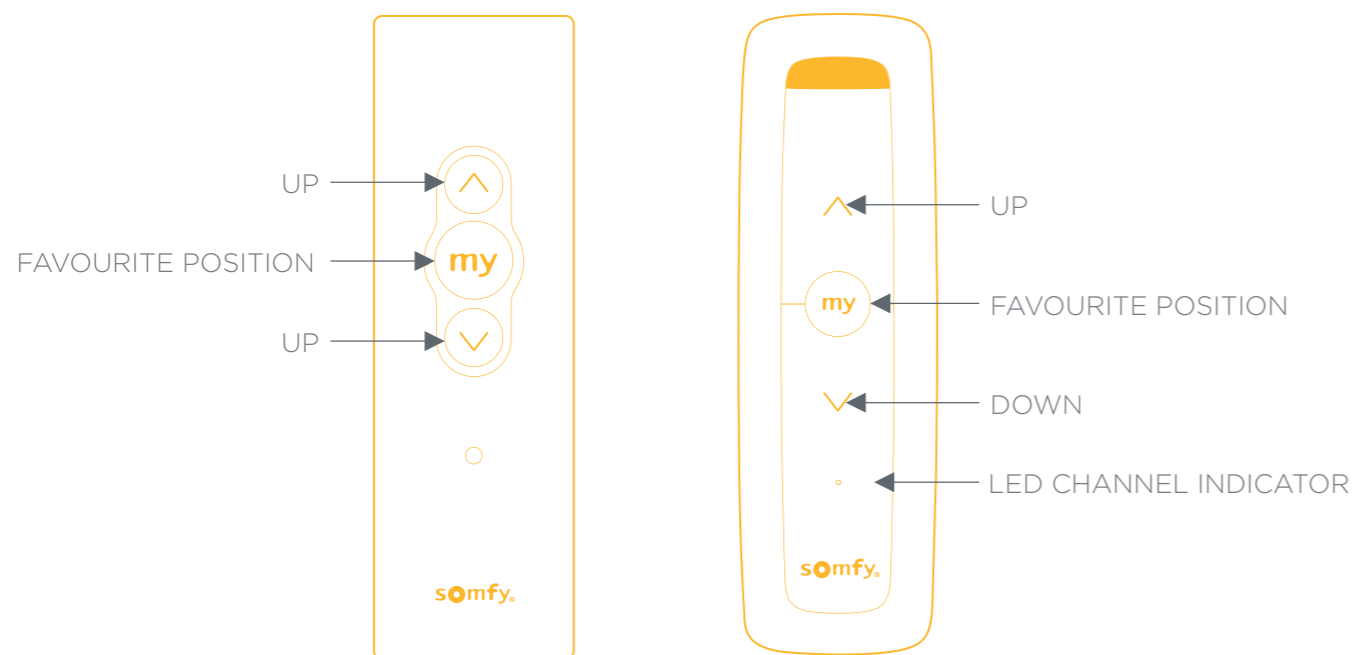 UP
FAVOURITE POSITION
my
UP
somfy®
UP
my
FAVOURITE POSITION
DOWN
LED CHANNEL INDICATOR
somfy®